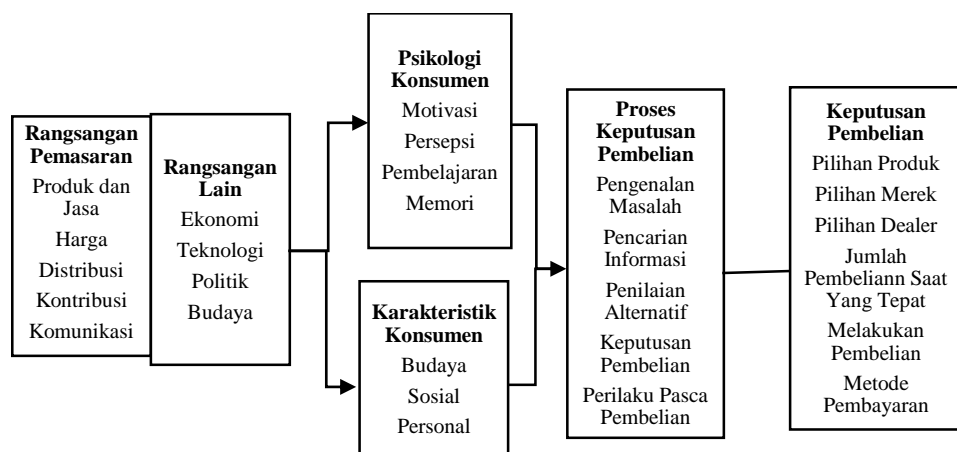 Rangsangan
Pemasaran
Produk dan
Jasa
Harga
Distribusi
Kontribusi
Komunikasi
Rangsangan
Lain
Ekonomi
Teknologi
Politik
Budaya
Psikologi
Konsumen
Motivasi
Persepsi
Pembelajaran
Memori
Karakteristik
Konsumen
Budaya
Sosial
Personal
Proses
Keputusan
Pembelian
Pengenalan
Masalah
Pencarian
Informasi
Penilaian
Alternatif
Keputusan
Pembelian
Perilaku Pasca
Pembelian
Keputusan
Pembelian
Pilihan Produk
Pilihan Merek
Pilihan Dealer
Jumlah
Pembeliann Saat
Yang Tepat
Melakukan
Pembelian
Metode
Pembayaran